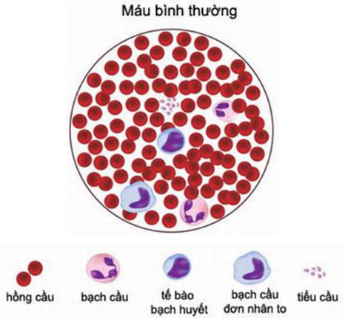 Máu bình thường
hồng cầu
bạch cầu
tế bào
bạch huyết
bạch cầu
đơn nhân to
tiểu cầu